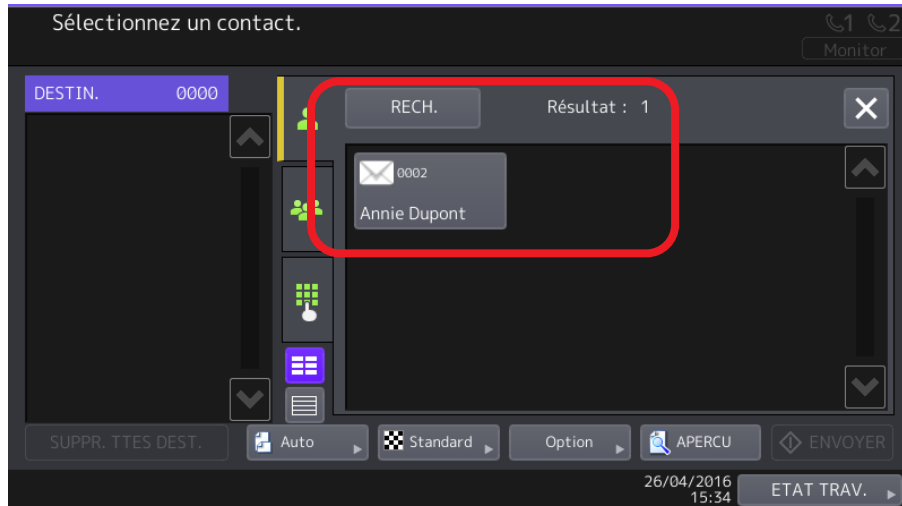 Sélectionnez un contact.
1 2
Monitor
DESTIN. 0000
RECH. Résultat : 1
0002
Annie Dupont
SUPPR. TTES DEST. Auto Standard Option APERCU ENVOYER
26/04/2016
15:34
ETAT TRAV.